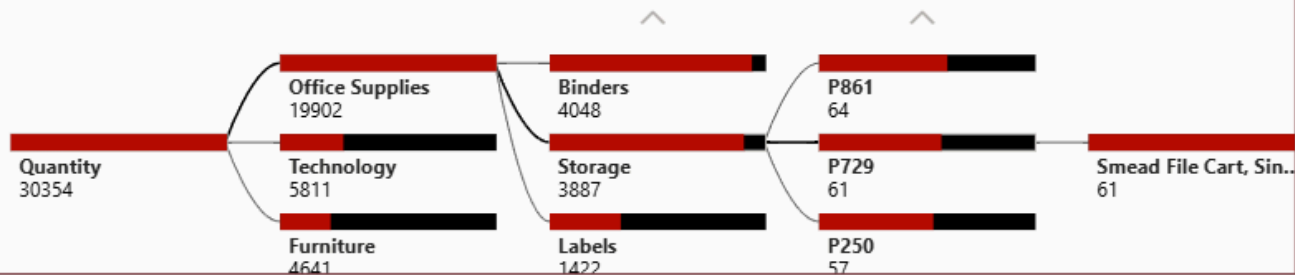 Quantity
30354
Office Supplies
19902
Technology
5811
Furniture
4641
Binders
4048
Storage
3887
Labels
1422
P861
64
P729
61
P250
57
Smead File Cart, Sin...
61